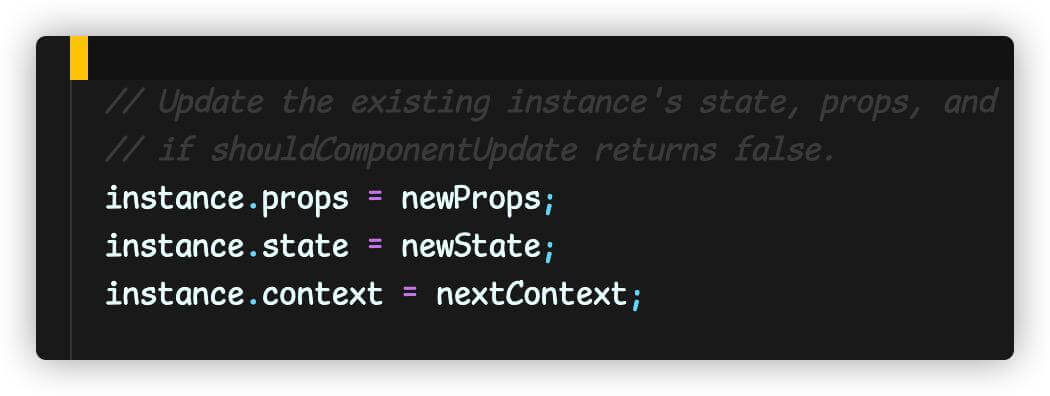 // Update the existing instance's state, props, and
// if shouldComponentUpdate returns false.
instance.props = newProps;
instance.state = newState;
instance.context = nextContext;